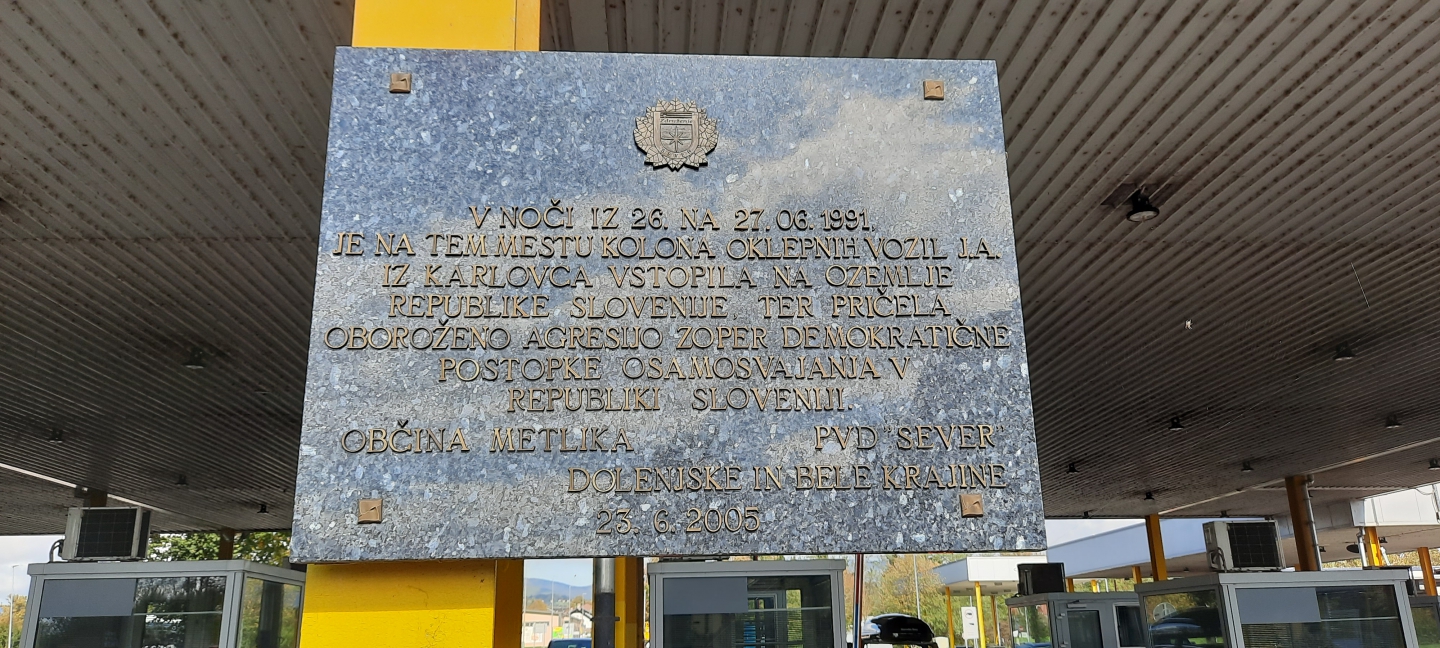 V NOČI IZ 26. NA 27. 06. 1991,
JE NA TEM MESTU KOLONA OKLEPNIH VOZIL J.A.
IZ KARLOVCA VSTOPILA NA OZEMLJE
REPUBLIKE SLOVENIJE TER PRIČELA
OBOROŽENO AGRESIJO ZOPER DEMOKRATIČNE
POSTOPKE OSAMOSVAJANJA V
REPUBLIKI SLOVENIJI.
OBČINA METLIKA PVD "SEVER"
DOLENJSKE IN BELE KRAJINE
23. 6. 2005